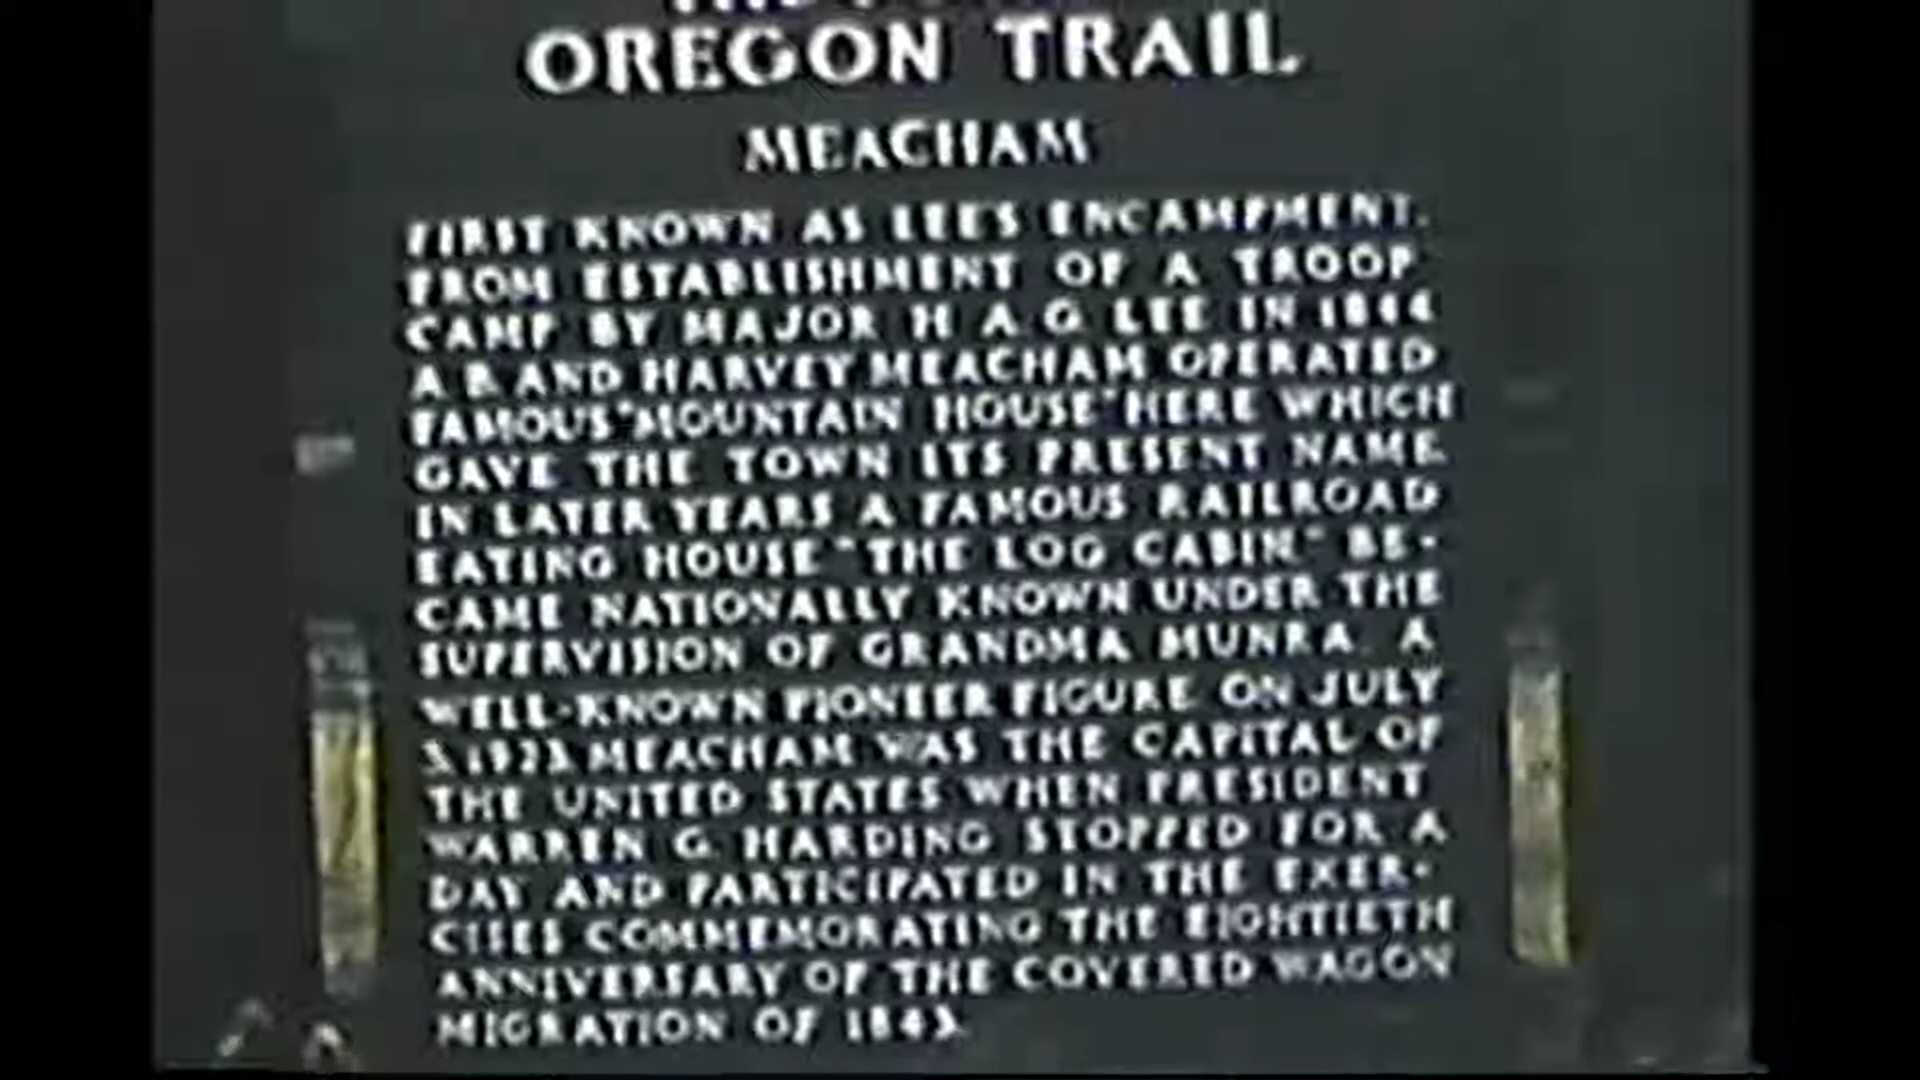 OREGON TRAIL
MEACHAM
FIRST KNOWN AS LEE'S ENCAMPMENT.
FROM ESTABLISHMENT OF A TROOP
CAMP BY MAJOR H A G LEE IN 1844
A B AND HARVEY MEACHAM OPERATED
FAMOUS "MOUNTAIN HOUSE" HERE WHICH
GAVE THE TOWN ITS PRESENT NAME.
IN LATER YEARS A FAMOUS RAILROAD
EATING HOUSE "THE LOG CABIN" BE-
CAME NATIONALLY KNOWN UNDER THE
SUPERVISION OF GRANDMA MUNRA. A
WELL-KNOWN PIONEER FIGURE ON JULY
3, 1923, MEACHAM WAS THE CAPITAL OF
THE UNITED STATES WHEN PRESIDENT
WARREN G HARDING STOPPED FOR A
DAY AND PARTICIPATED IN THE EXER-
CISES COMMEMORATING THE EIGHTIETH
ANNIVERSARY OF THE COVERED WAGON
MIGRATION OF 1843.